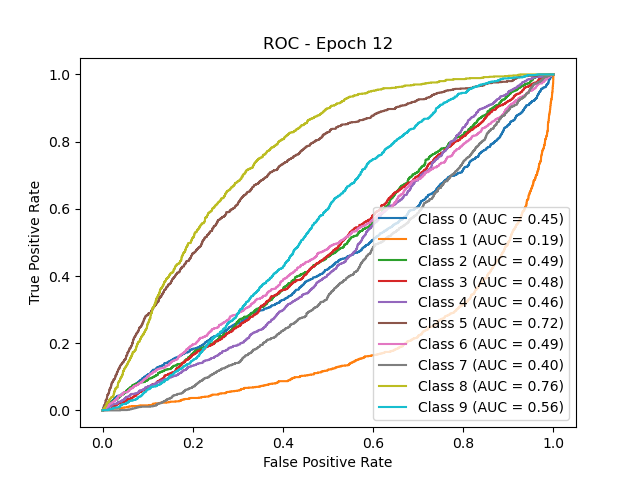 ROC - Epoch 12
True Positive Rate
1.0
0.8
0.6
0.4
0.2
0.0
Class 0 (AUC = 0.45)
Class 1 (AUC = 0.19)
Class 2 (AUC = 0.49)
Class 3 (AUC = 0.48)
Class 4 (AUC = 0.46)
Class 5 (AUC = 0.72)
Class 6 (AUC = 0.49)
Class 7 (AUC = 0.40)
Class 8 (AUC = 0.76)
Class 9 (AUC = 0.56)
0.0 0.2 0.4 0.6 0.8 1.0
False Positive Rate